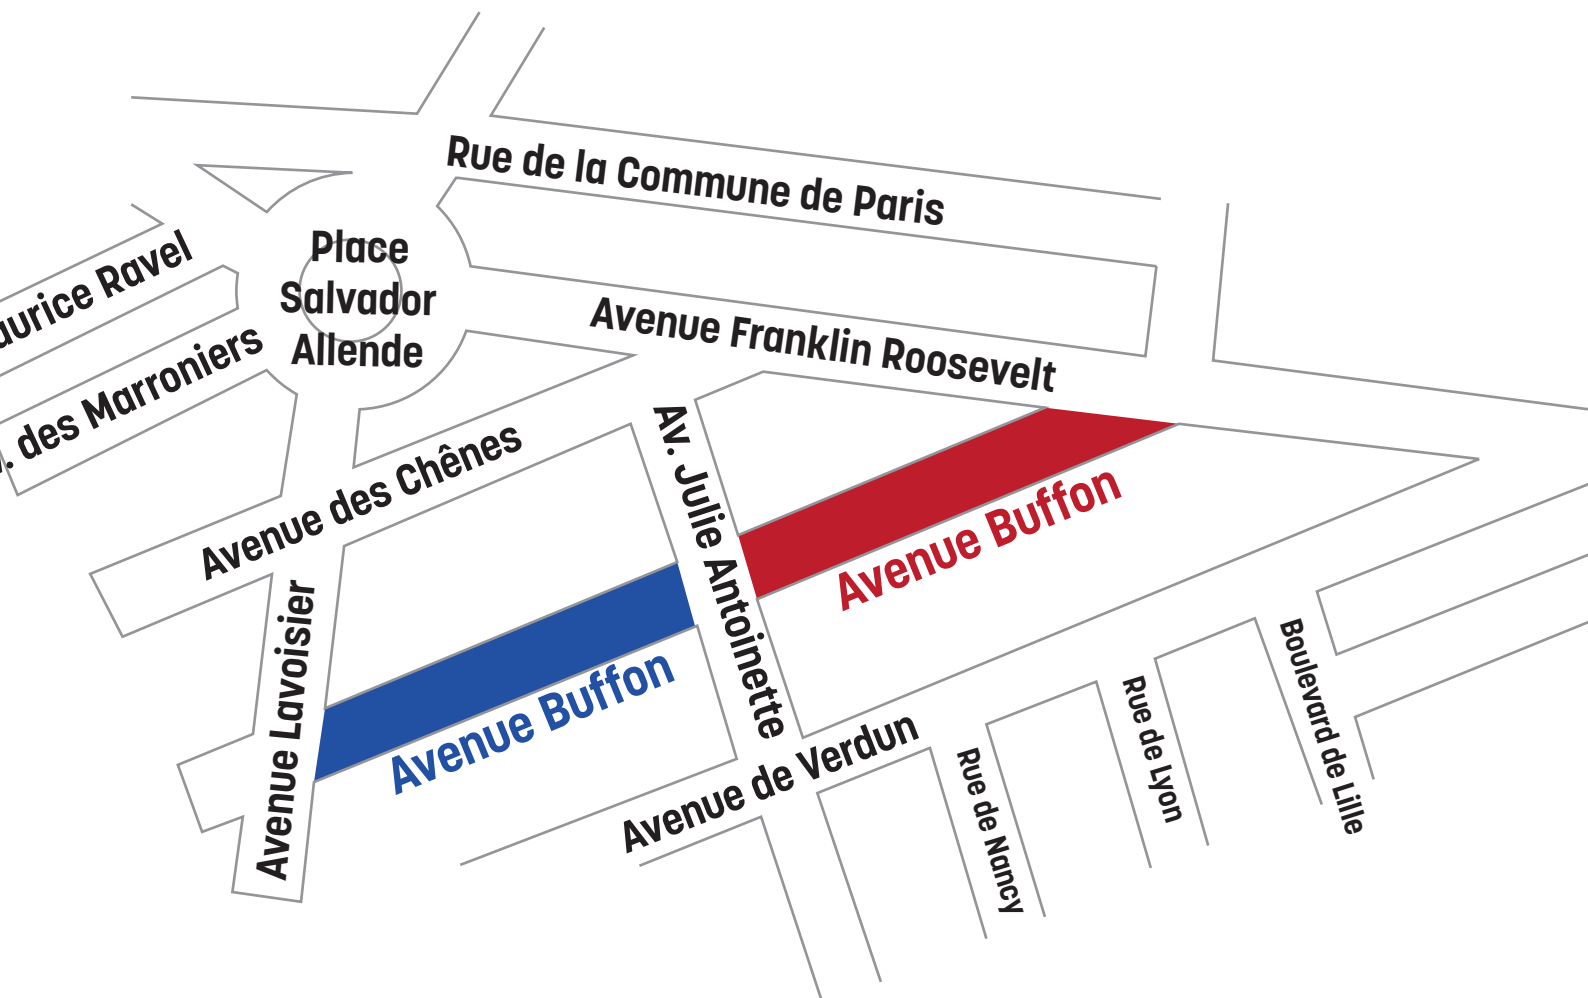 Rue de la Commune de Paris
Place
Salvador
Allende
aurice Ravel
. des Marroniers
Avenue Franklin Roosevelt
Avenue des Chênes
Av. Julie Antoinette
Avenue Buffon
Avenue Buffon
Avenue Lavoisier
Avenue de Verdun
Rue de Nancy
Rue de Lyon
Boulevard de Lille